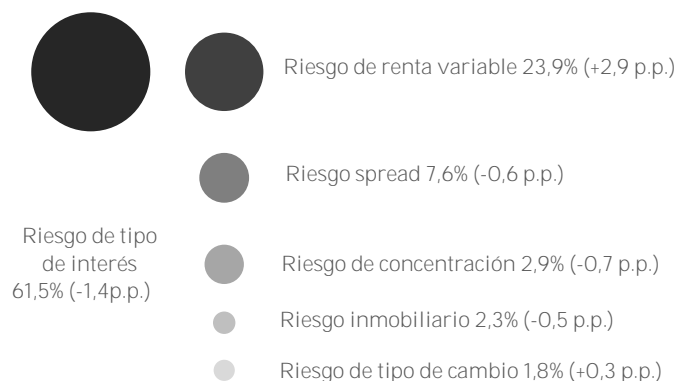 Riesgo de renta variable 23,9% (+2,9 p.p.)
Riesgo spread 7,6% (-0,6 p.p.)
Riesgo de tipo
de interés
61,5% (-1,4p.p.)
Riesgo de concentración 2,9% (-0,7 p.p.)
Riesgo inmobiliario 2,3% (-0,5 p.p.)
Riesgo de tipo de cambio 1,8% (+0,3 p.p.)